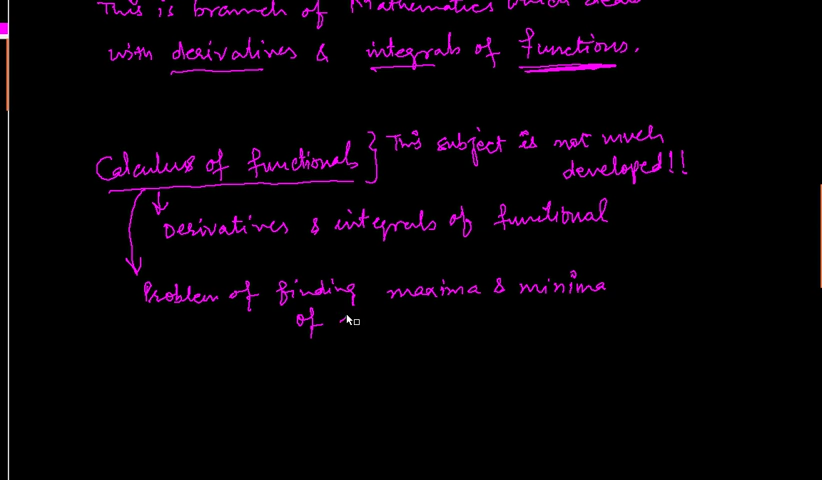 This is branch of Mathematics which deals
with derivatives & integrals of functions.
Calculus of functionals } This subject is not much
developed!!
Derivatives & integrals of functional
Problem of finding maxima & minima
of